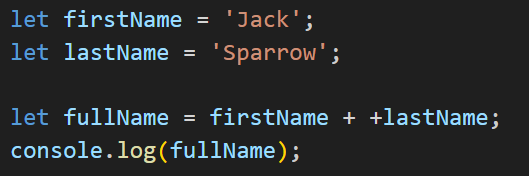 let firstName = 'Jack';
let lastName = 'Sparrow';
let fullName = firstName + +lastName;
console.log(fullName);